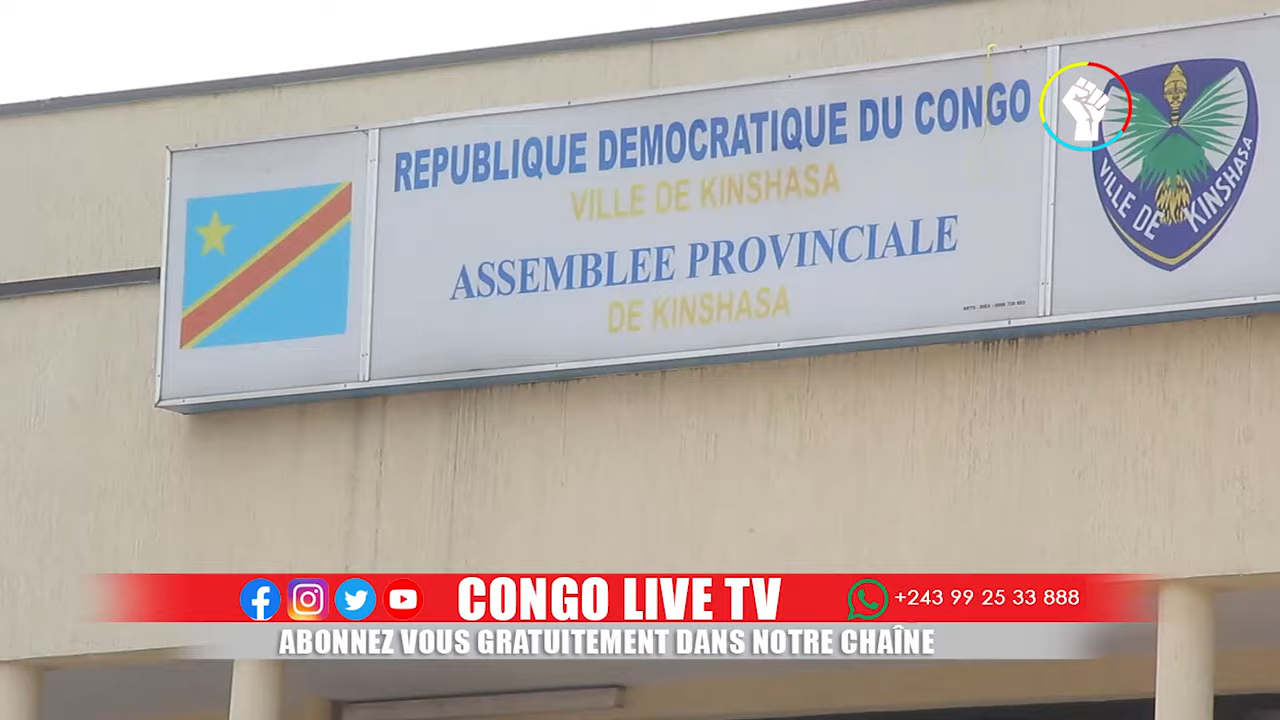 REPUBLIQUE DEMOCRATIQUE DU CONGO
VILLE DE KINSHASA
ASSEMBLEE PROVINCIALE
DE KINSHASA
VILLE DE KINSHASA
CONGO LIVE TV
+243 99 25 33 888
ABONNEZ VOUS GRATUITEMENT DANS NOTRE CHAÎNE